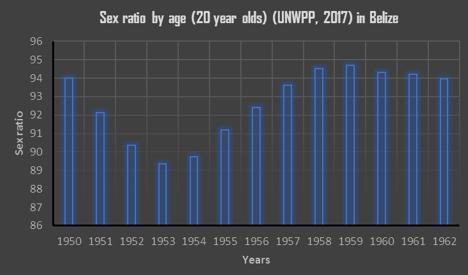 Sex ratio by age (20 year olds) (UNWPP, 2017) in Belize
96
95
94
93
92
91
90
89
88
87
86
Sex ratio
1950 1951 1952 1953 1954 1955 1956 1957 1958 1959 1960 1961 1962
Years